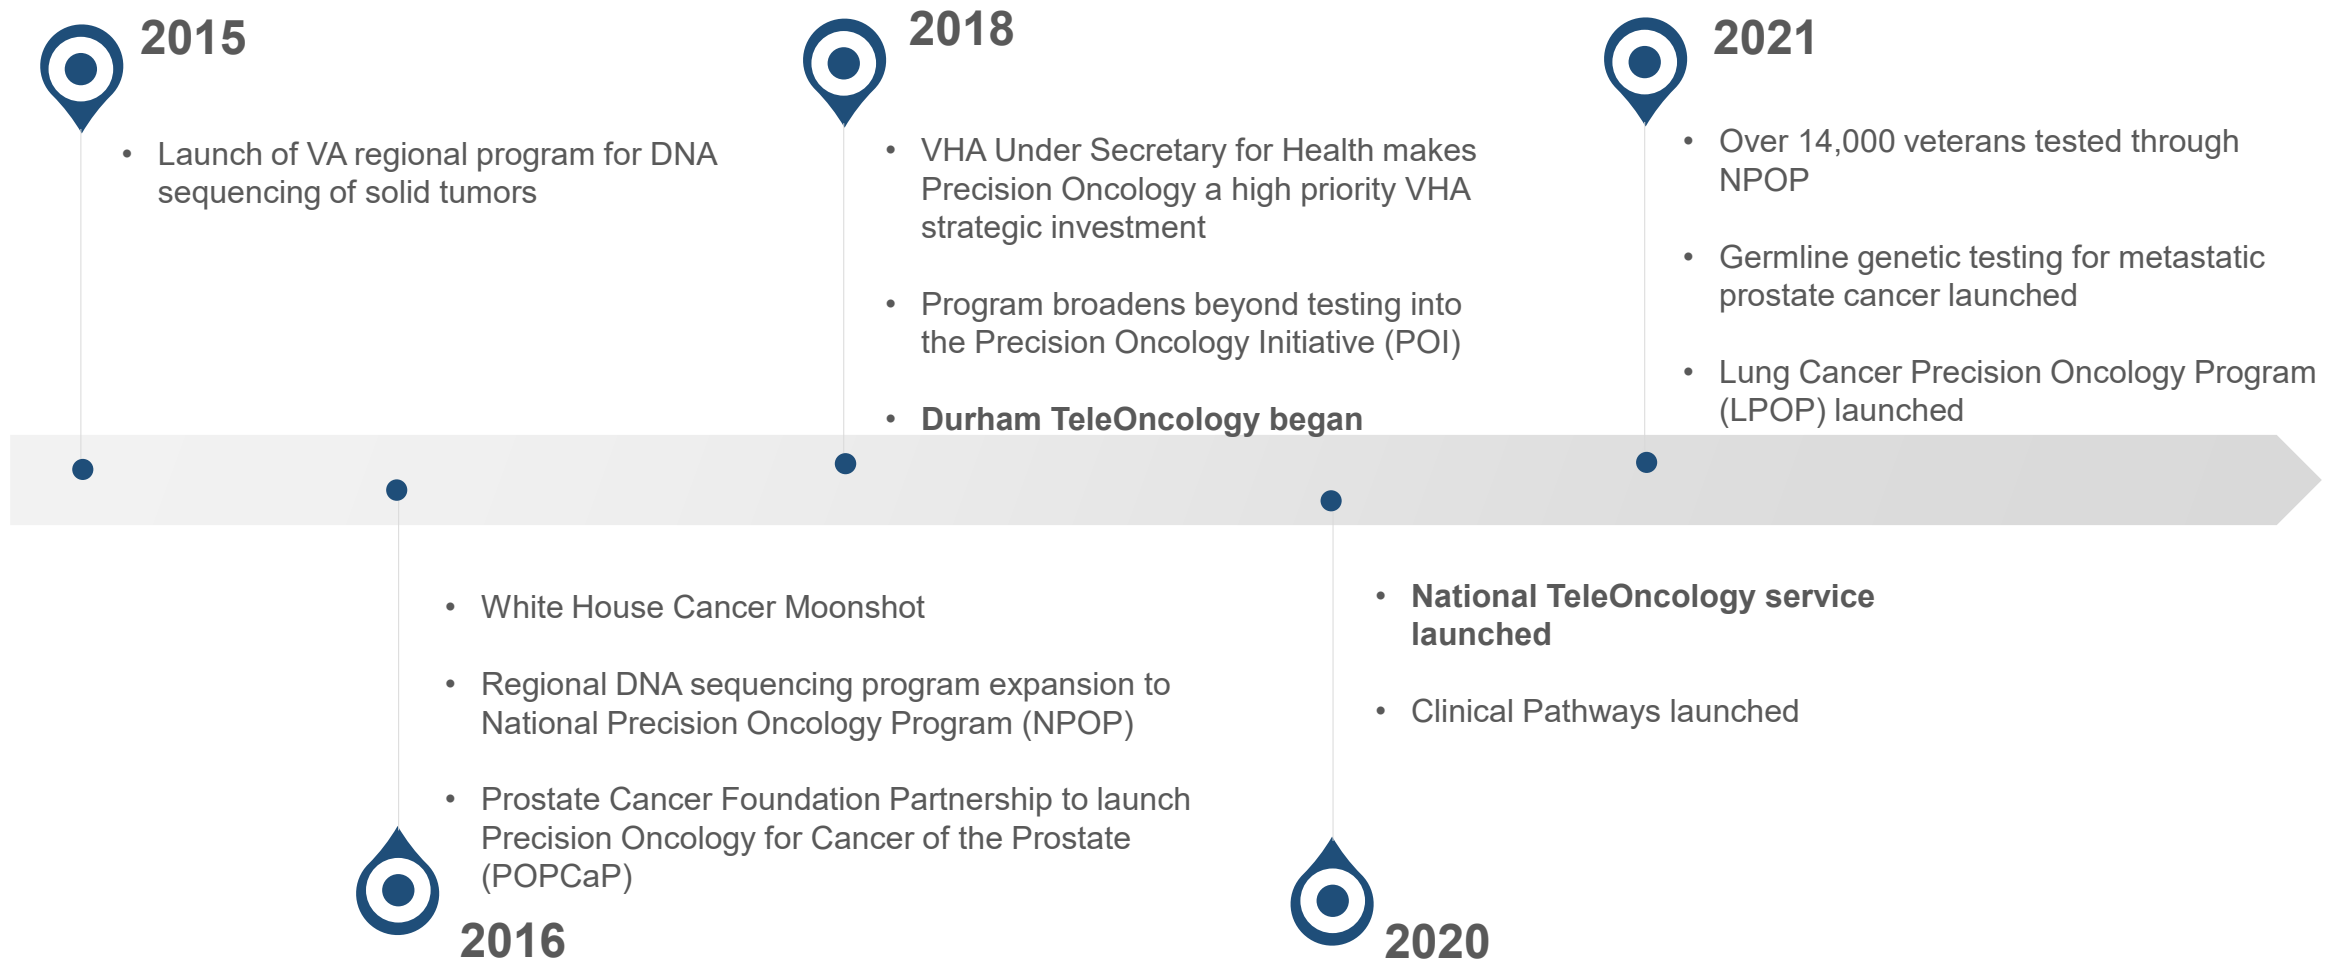 2015
• Launch of VA regional program for DNA
sequencing of solid tumors
2016
• White House Cancer Moonshot
• Regional DNA sequencing program expansion to
National Precision Oncology Program (NPOP)
• Prostate Cancer Foundation Partnership to launch
Precision Oncology for Cancer of the Prostate
(POPCaP)
2018
• VHA Under Secretary for Health makes
Precision Oncology a high priority VHA
strategic investment
• Program broadens beyond testing into
the Precision Oncology Initiative (POI)
• Durham TeleOncology began
2020
• National TeleOncology service
launched
• Clinical Pathways launched
2021
• Over 14,000 veterans tested through
NPOP
• Germline genetic testing for metastatic
prostate cancer launched
• Lung Cancer Precision Oncology Program
(LPOP) launched